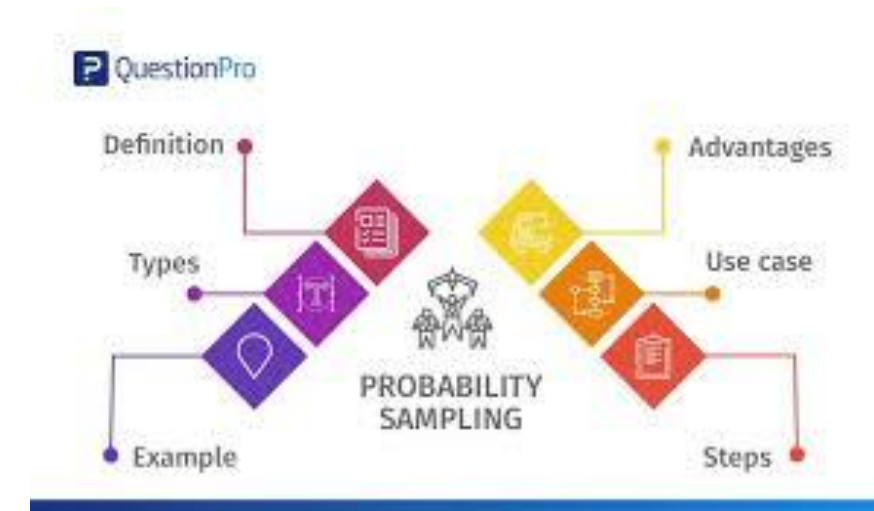 QuestionPro
Definition
Advantages
Types
Use case
PROBABILITY
SAMPLING
Example
Steps